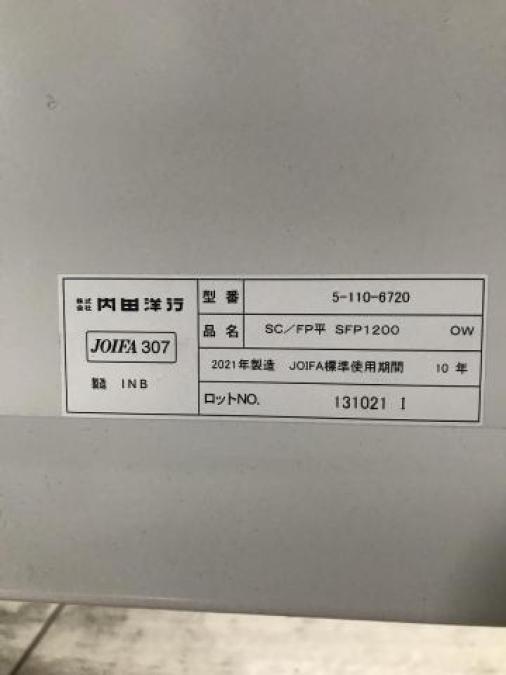 株式会社 内田洋行
JOIFA 307
製造 INB
型番 5-110-6720
品名 SC／FP平 SFP1200 OW
2021年製造 JOIFA標準使用期間 10年
ロットNO. 131021 I